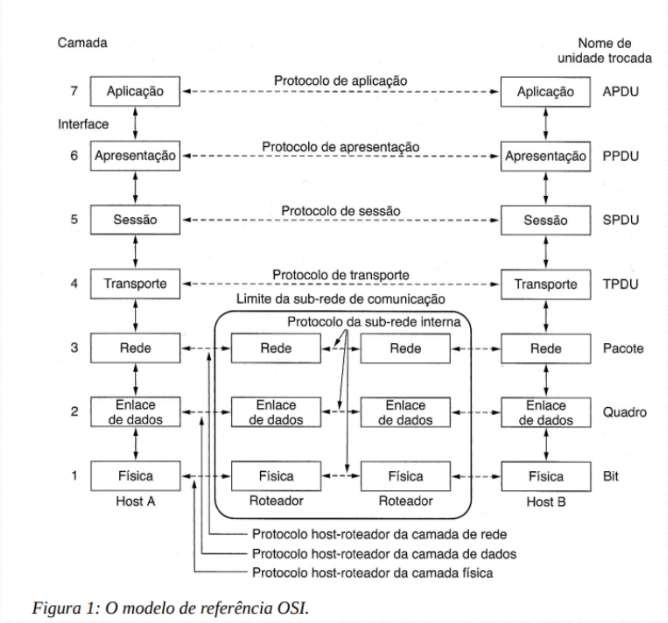 Camada
Nome de
unidade trocada
7 Aplicação Protocolo de aplicação Aplicação APDU
Interface
6 Apresentação Protocolo de apresentação Apresentação PPDU
5 Sessão Protocolo de sessão Sessão SPDU
4 Transporte Protocolo de transporte Transporte TPDU
Limite da sub-rede de comunicação
Protocolo da sub-rede interna
3 Rede Rede Rede Rede Pacote
2 Enlace de dados Enlace de dados Enlace de dados Enlace de dados Quadro
1 Física Física Física Física Bit
Host A Roteador Roteador Host B
Protocolo host-roteador da camada de rede
Protocolo host-roteador da camada de dados
Protocolo host-roteador da camada física
Figura 1: O modelo de referência OSI.